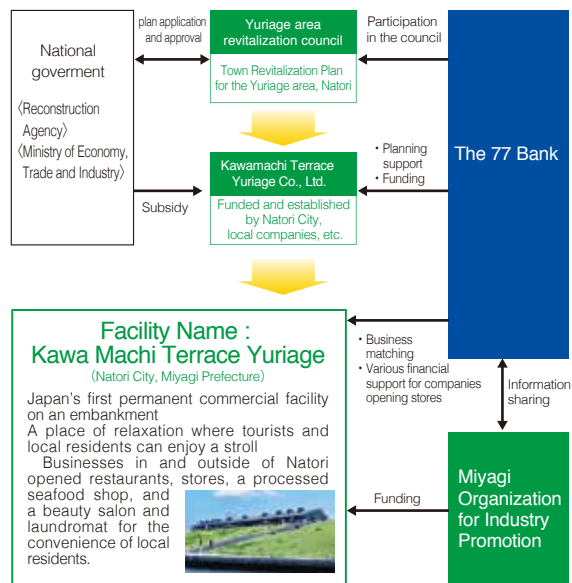 plan application
and approval
Yuriage area
revitalization council
Participation
in the council
National
goverment
〈Reconstruction
Agency〉
〈Ministry of Economy,
Trade and Industry〉
Town Revitalization Plan
for the Yuriage area, Natori
The 77 Bank
Kawamachi Terrace
Yuriage Co., Ltd.
・Planning
support
・Funding
Subsidy
Funded and established
by Natori City,
local companies, etc.
Facility Name :
Kawa Machi Terrace Yuriage
(Natori City, Miyagi Prefecture)
Japan's first permanent commercial facility
on an embankment
A place of relaxation where tourists and
local residents can enjoy a stroll
Businesses in and outside of Natori
opened restaurants, stores, a processed
seafood shop, and
a beauty salon and
laundromat for the
convenience of local
residents.
・Business
matching
・Various financial
support for companies
opening stores
Information
sharing
Funding
Miyagi
Organization
for Industry
Promotion